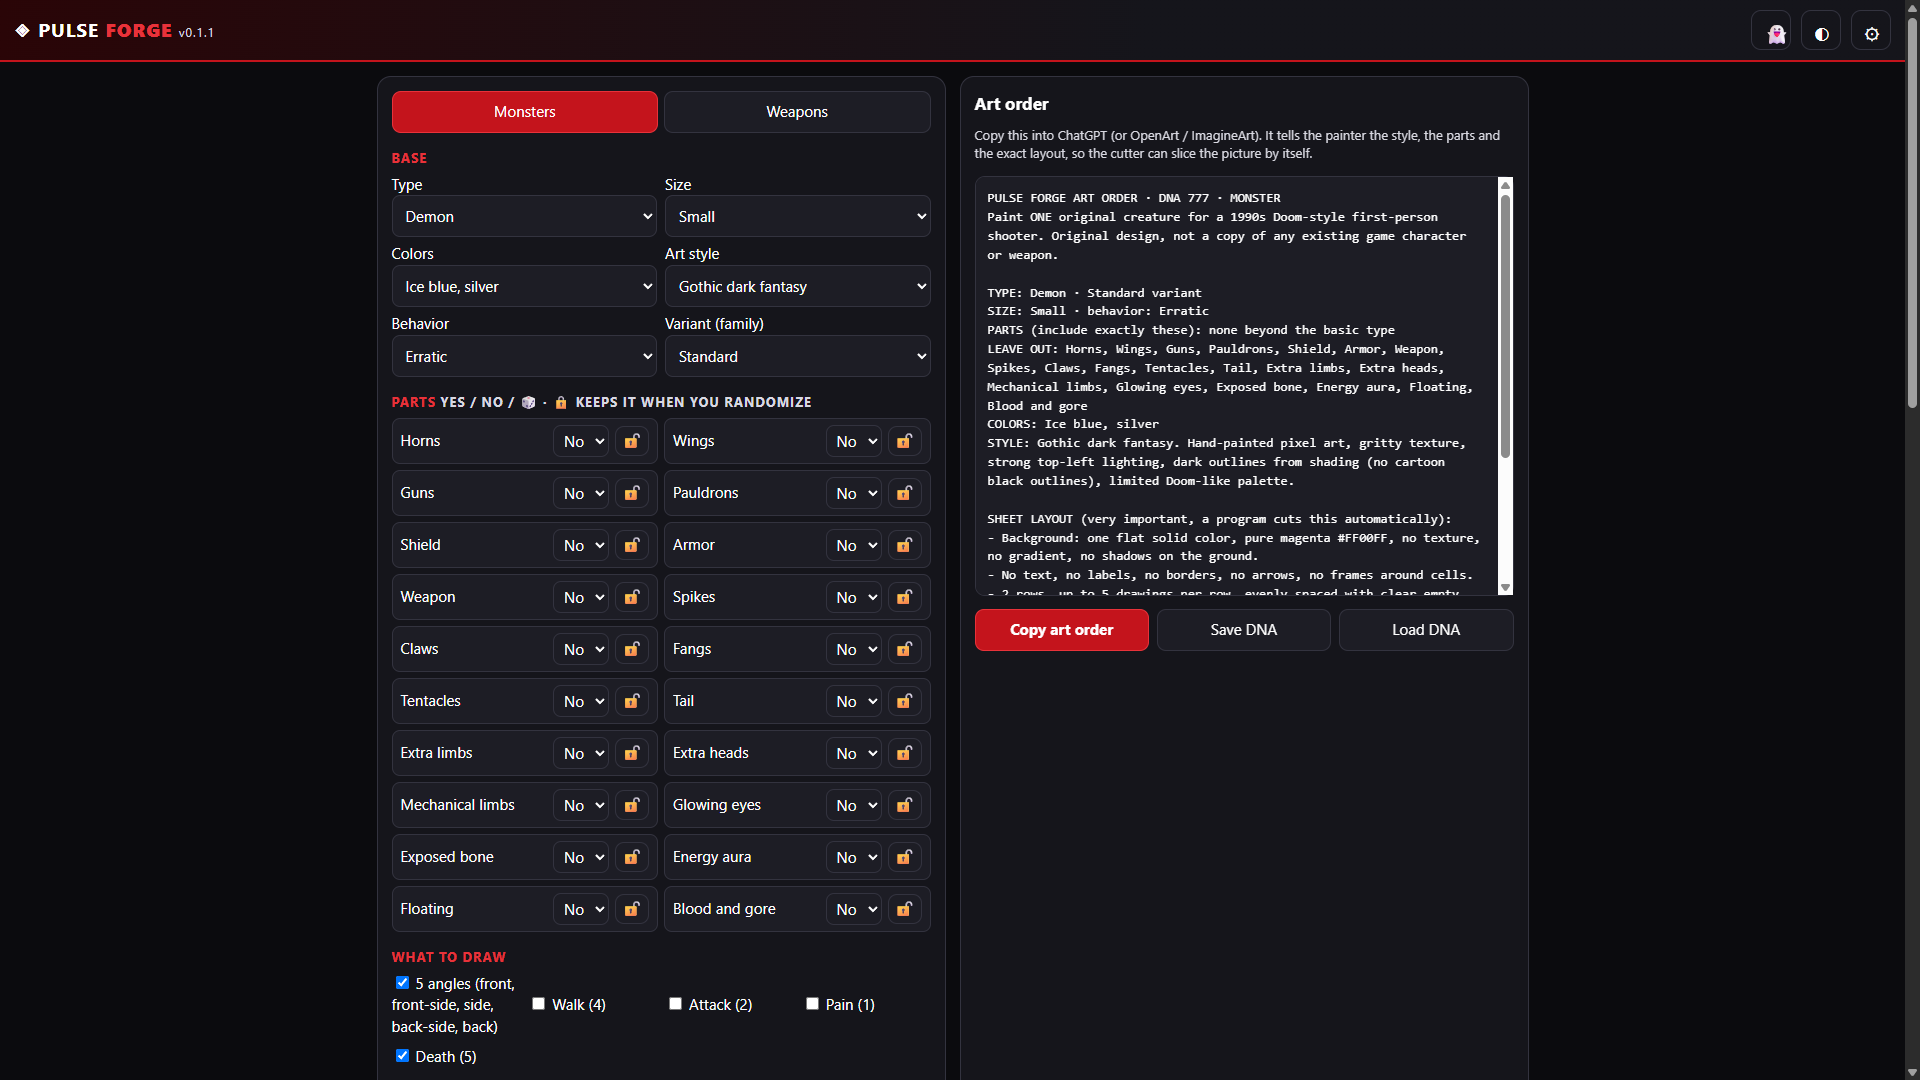 PULSE FORGE v0.1.1
Monsters
Weapons
BASE
Type
Size
Demon
Small
Colors
Art style
Ice blue, silver
Gothic dark fantasy
Behavior
Variant (family)
Erratic
Standard
PARTS YES / NO / 🎲 · 🔒 KEEPS IT WHEN YOU RANDOMIZE
Horns No
Wings No
Guns No
Pauldrons No
Shield No
Armor No
Weapon No
Spikes No
Claws No
Fangs No
Tentacles No
Tail No
Extra limbs No
Extra heads No
Mechanical limbs No
Glowing eyes No
Exposed bone No
Energy aura No
Floating No
Blood and gore No
WHAT TO DRAW
5 angles (front,
front-side, side,
back-side, back)
Walk (4)
Attack (2)
Pain (1)
Death (5)
Art order
Copy this into ChatGPT (or OpenArt / ImagineArt). It tells the painter the style, the parts and
the exact layout, so the cutter can slice the picture by itself.
PULSE FORGE ART ORDER · DNA 777 · MONSTER
Paint ONE original creature for a 1990s Doom-style first-person
shooter. Original design, not a copy of any existing game character
or weapon.
TYPE: Demon · Standard variant
SIZE: Small · behavior: Erratic
PARTS (include exactly these): none beyond the basic type
LEAVE OUT: Horns, Wings, Guns, Pauldrons, Shield, Armor, Weapon,
Spikes, Claws, Fangs, Tentacles, Tail, Extra limbs, Extra heads,
Mechanical limbs, Glowing eyes, Exposed bone, Energy aura, Floating,
Blood and gore
COLORS: Ice blue, silver
STYLE: Gothic dark fantasy. Hand-painted pixel art, gritty texture,
strong top-left lighting, dark outlines from shading (no cartoon
black outlines), limited Doom-like palette.
SHEET LAYOUT (very important, a program cuts this automatically):
- Background: one flat solid color, pure magenta #FF00FF, no texture,
no gradient, no shadows on the ground.
- No text, no labels, no borders, no arrows, no frames around cells.
- 2 rows, up to 5 drawings per row, evenly spaced with clear empty
Copy art order
Save DNA
Load DNA